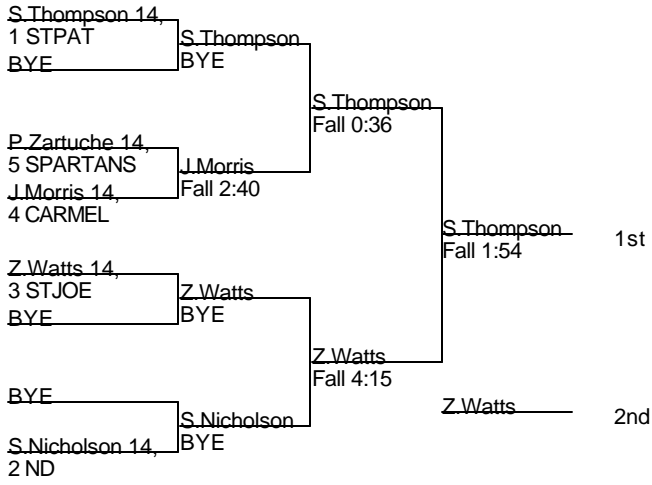 S.Thompson 14,
1 STPAT
BYE
S.Thompson
BYE
P.Zartuche 14,
5 SPARTANS
J.Morris 14,
4 CARMEL
J.Morris
Fall 2:40
S.Thompson
Fall 0:36
Z.Watts 14,
3 STJOE
BYE
Z.Watts
BYE
BYE
S.Nicholson 14,
2 ND
S.Nicholson
BYE
Z.Watts
Fall 4:15
S.Thompson
Fall 1:54
1st
Z.Watts
2nd